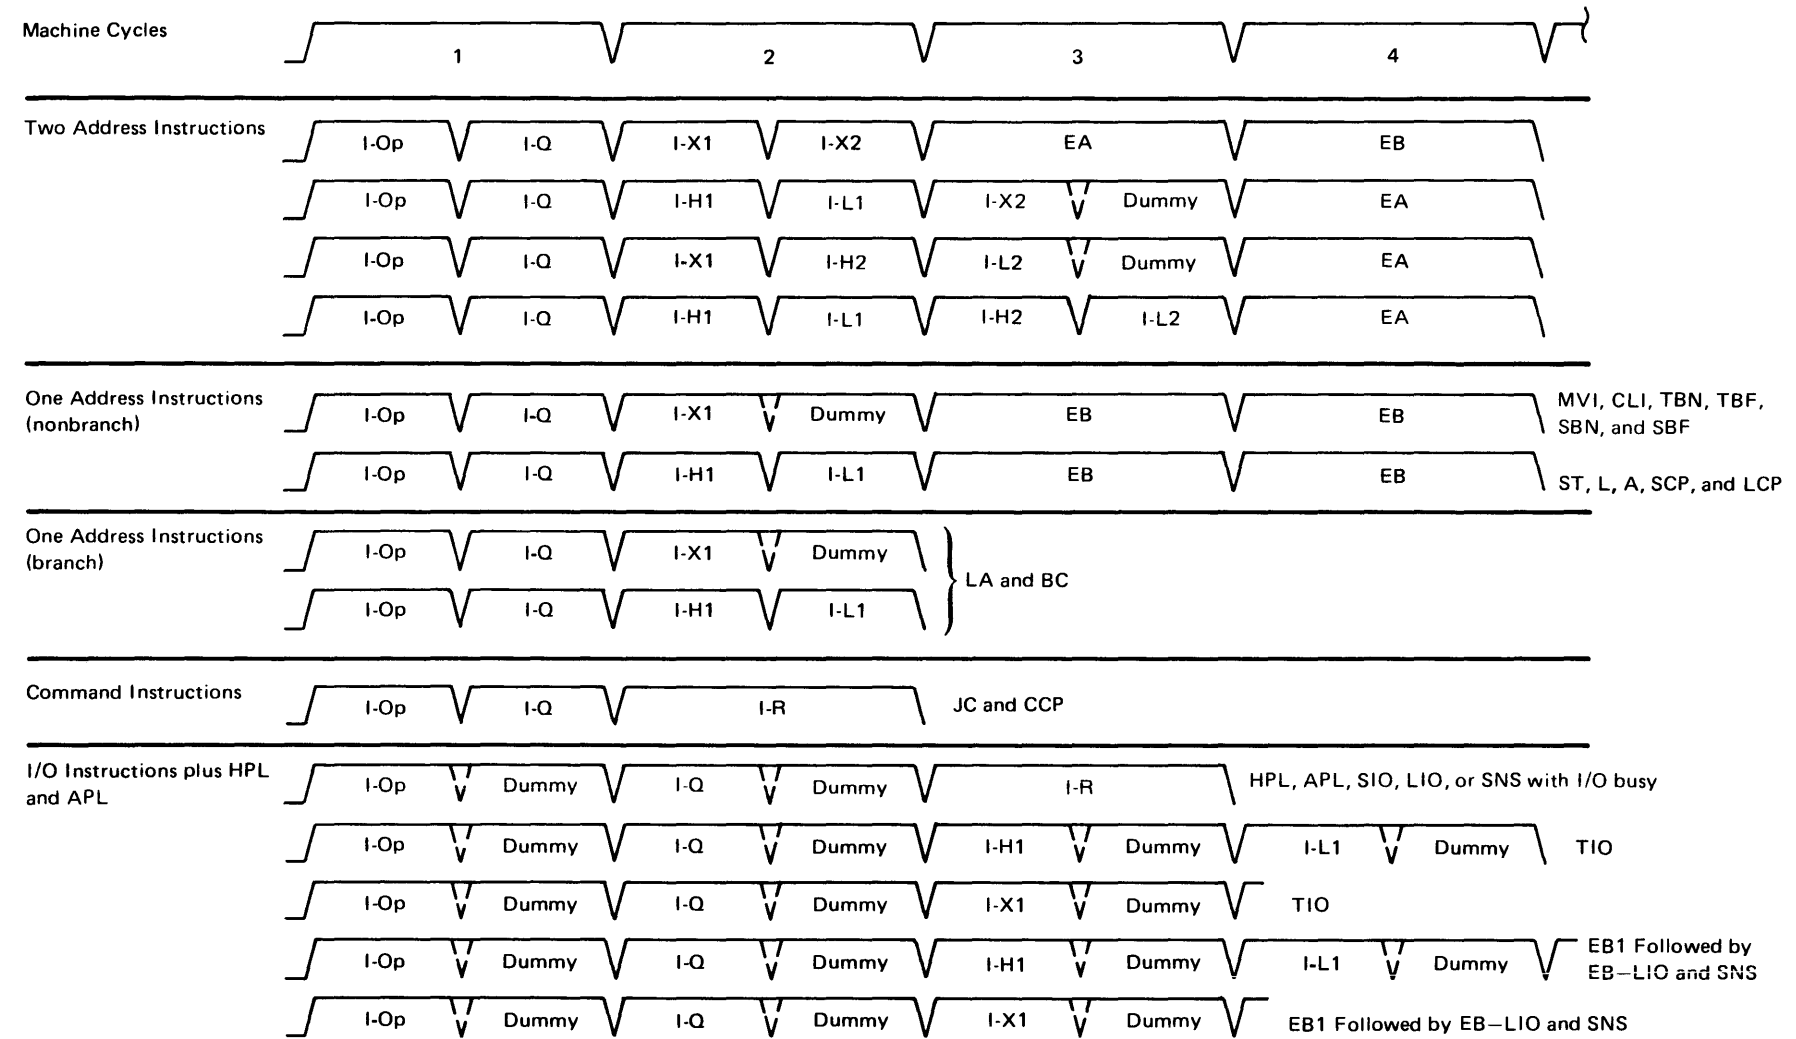 Machine Cycles
1 2 3 4
Two Address Instructions
I-Op I-Q I-X1 I-X2 EA EB
I-Op I-Q I-H1 I-L1 I-X2 Dummy EA
I-Op I-Q I-X1 I-H2 I-L2 Dummy EA
I-Op I-Q I-H1 I-L1 I-H2 I-L2 EA
One Address Instructions
(nonbranch)
I-Op I-Q I-X1 Dummy EB EB
MVI, CLI, TBN, TBF,
SBN, and SBF
I-Op I-Q I-H1 I-L1 EB EB
ST, L, A, SCP, and LCP
One Address Instructions
(branch)
I-Op I-Q I-X1 Dummy
I-Op I-Q I-H1 I-L1
LA and BC
Command Instructions
I-Op I-Q I-R JC and CCP
I/O Instructions plus HPL
and APL
I-Op Dummy I-Q Dummy I-R HPL, APL, SIO, LIO, or SNS with I/O busy
I-Op Dummy I-Q Dummy I-H1 Dummy I-L1 Dummy TIO
I-Op Dummy I-Q Dummy I-X1 Dummy TIO
I-Op Dummy I-Q Dummy I-H1 Dummy I-L1 Dummy
EB1 Followed by
EB—LIO and SNS
I-Op Dummy I-Q Dummy I-X1 Dummy EB1 Followed by EB—LIO and SNS